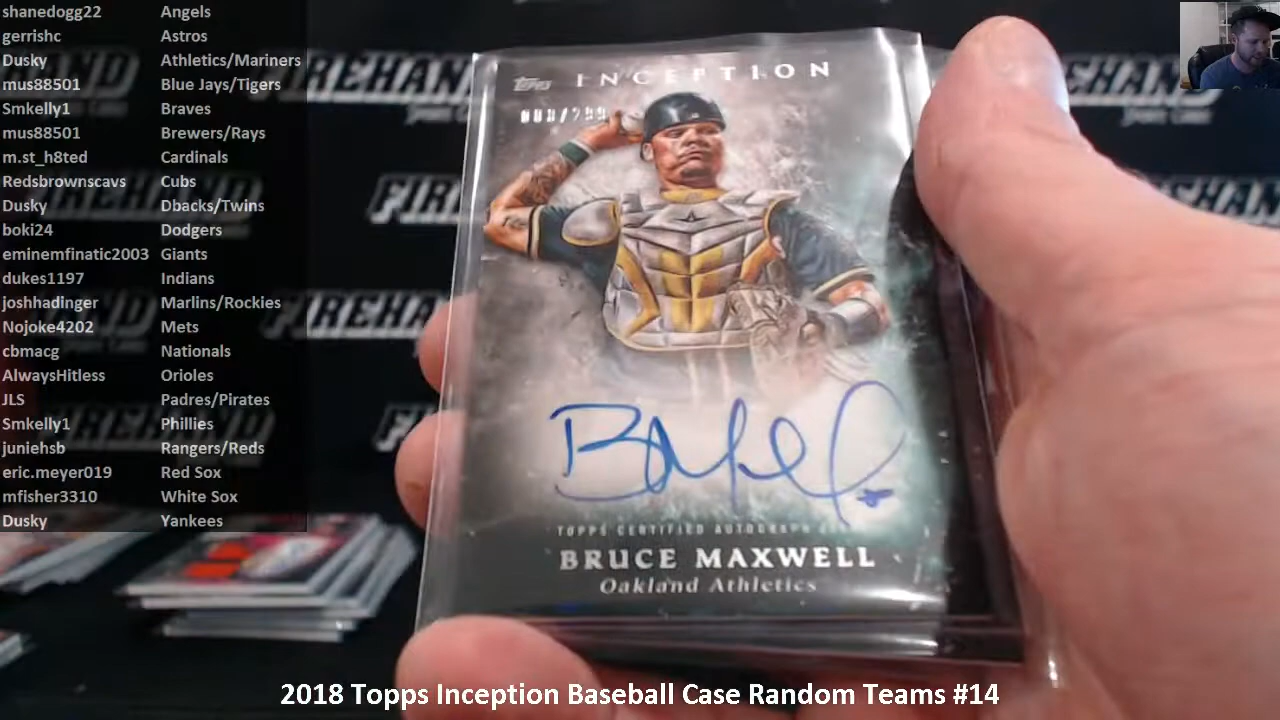 shanedogg22 Angels
gerrishc Astros
Dusky Athletics/Mariners
mus88501 Blue Jays/Tigers
Smkelly1 Braves
mus88501 Brewers/Rays
m.st_h8ted Cardinals
Redsbrownscavs Cubs
Dusky Dbacks/Twins
boki24 Dodgers
eminemfinatic2003 Giants
dukes1197 Indians
joshhadinger Marlins/Rockies
Nojoke4202 Mets
cbmacg Nationals
AlwaysHitless Orioles
JLS Padres/Pirates
Smkelly1 Phillies
juniehsb Rangers/Reds
eric.meyer019 Red Sox
mfisher3310 White Sox
Dusky Yankees
Topps INCEPTION
TOPPS CERTIFIED AUTOGRAPH
BRUCE MAXWELL
Oakland Athletics
2018 Topps Inception Baseball Case Random Teams #14